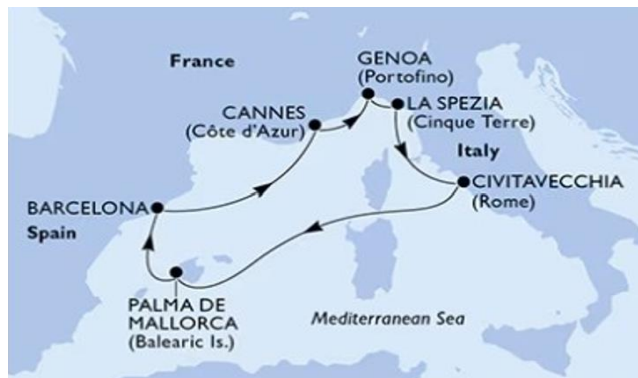 GENOA
(Portofino)
France
CANNES
(Côte d'Azur)
LA SPEZIA
(Cinque Terre)
Italy
CIVITAVECCHIA
(Rome)
BARCELONA
Spain
PALMA DE
MALLORCA
(Balearic Is.)
Mediterranean Sea